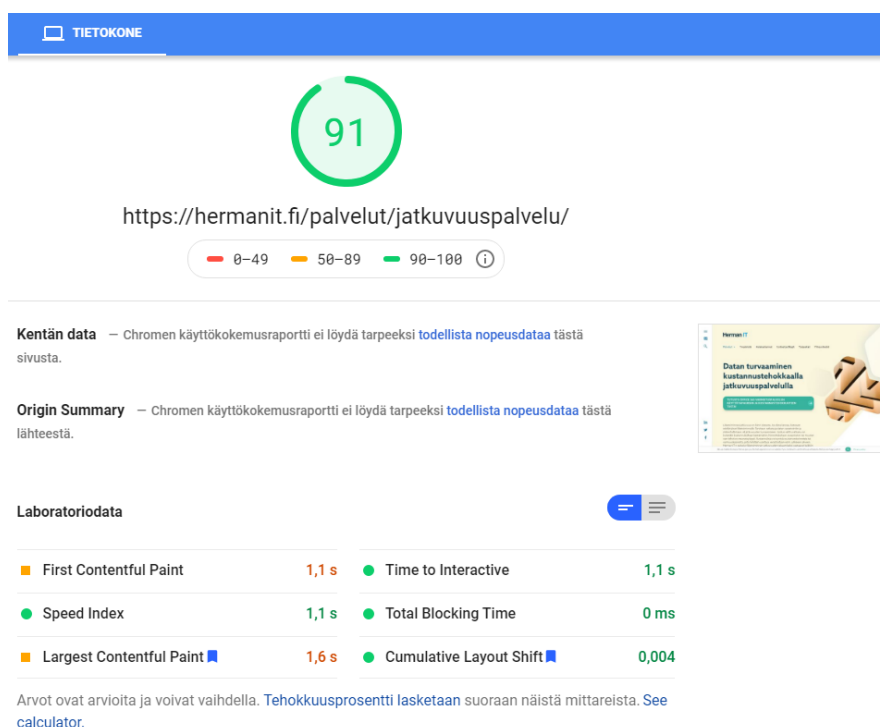 TIETOKONE
91
https://hermanit.fi/palvelut/jatkuvuuspalvelu/
0–49 50–89 90–100
Kentän data — Chromen käyttökokemusraportti ei löydä tarpeeksi todellista nopeusdataa tästä
sivusta.
Herman IT
Datan turvaaminen
kustannustehokkaalla
jatkuvuuspalvelulla
Origin Summary — Chromen käyttökokemusraportti ei löydä tarpeeksi todellista nopeusdataa tästä
lähteestä.
Laboratoriodata
First Contentful Paint 1,1 s
Time to Interactive 1,1 s
Speed Index 1,1 s
Total Blocking Time 0 ms
Largest Contentful Paint 1,6 s
Cumulative Layout Shift 0,004
Arvot ovat arvioita ja voivat vaihdella. Tehokkuusprosentti lasketaan suoraan näistä mittareista. See
calculator.